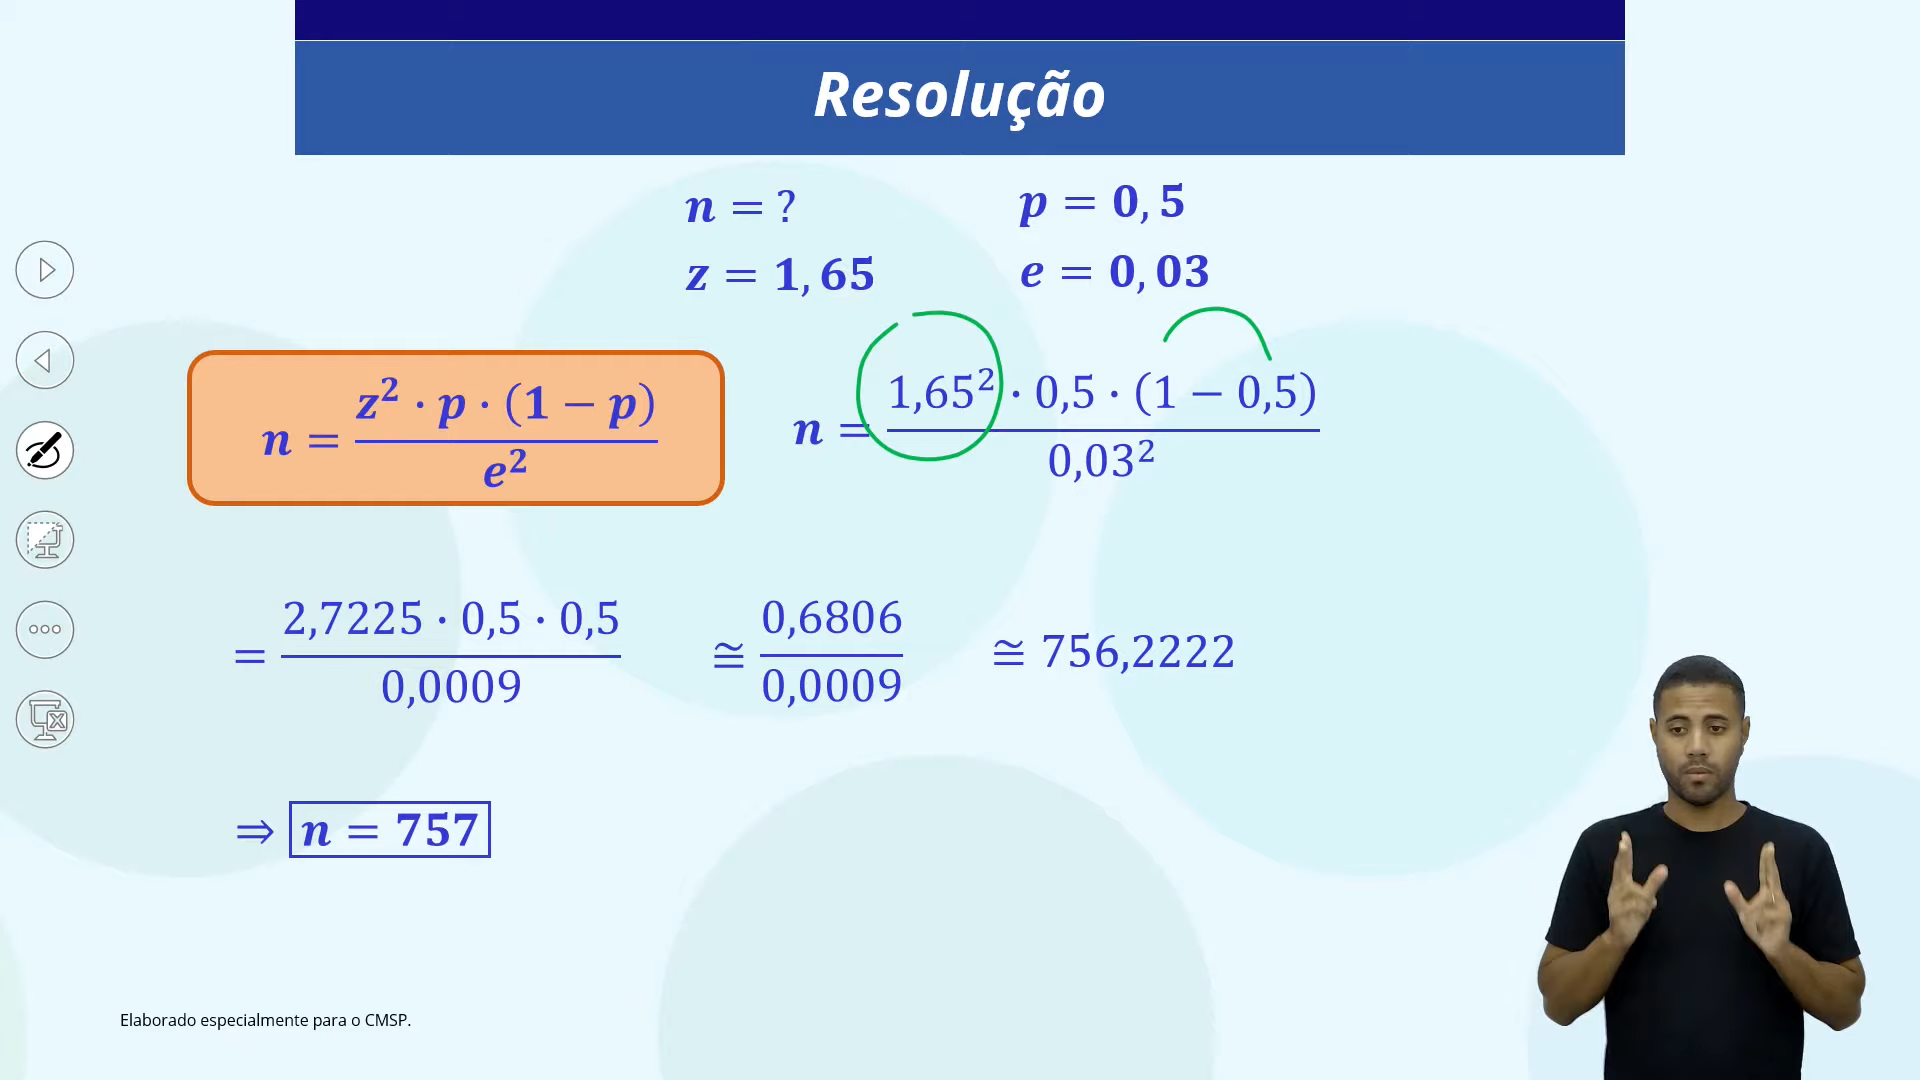 Resolução
n = ?
p = 0, 5
z = 1, 65
e = 0, 03
n = z² · p · (1 − p) / e²
n = 1,65² · 0,5 · (1 − 0,5) / 0,03²
= 2,7225 · 0,5 · 0,5 / 0,0009 ≅ 0,6806 / 0,0009 ≅ 756,2222
⇒ n = 757
Elaborado especialmente para o CMSP.